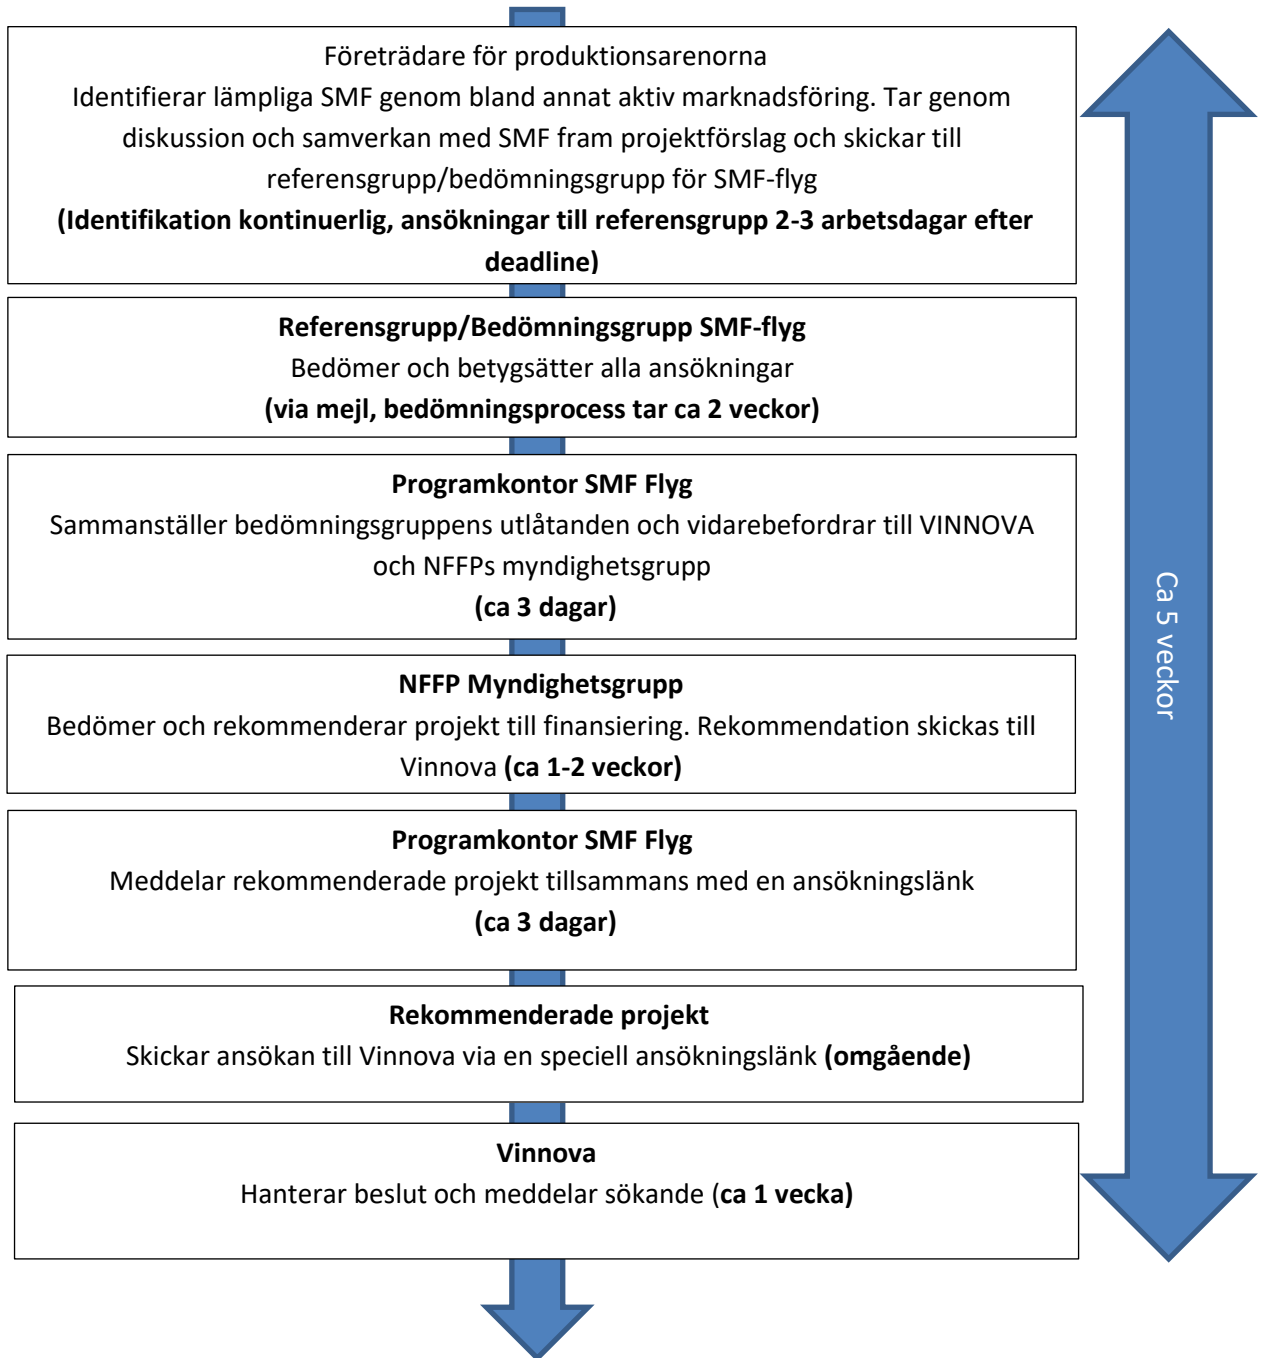 Företrädare för produktionsarenorna
Identifierar lämpliga SMF genom bland annat aktiv marknadsföring. Tar genom
diskussion och samverkan med SMF fram projektförslag och skickar till
referensgrupp/bedömningsgrupp för SMF-flyg
(Identifikation kontinuerlig, ansökningar till referensgrupp 2-3 arbetsdagar efter
deadline)
Referensgrupp/Bedömningsgrupp SMF-flyg
Bedömer och betygsätter alla ansökningar
(via mejl, bedömningsprocess tar ca 2 veckor)
Programkontor SMF Flyg
Sammanställer bedömningsgruppens utlåtanden och vidarebefordrar till VINNOVA
och NFFPs myndighetsgrupp
(ca 3 dagar)
NFFP Myndighetsgrupp
Bedömer och rekommenderar projekt till finansiering. Rekommendation skickas till
Vinnova (ca 1-2 veckor)
Programkontor SMF Flyg
Meddelar rekommenderade projekt tillsammans med en ansökningslänk
(ca 3 dagar)
Rekommenderade projekt
Skickar ansökan till Vinnova via en speciell ansökningslänk (omgående)
Vinnova
Hanterar beslut och meddelar sökande (ca 1 vecka)
Ca 5 veckor